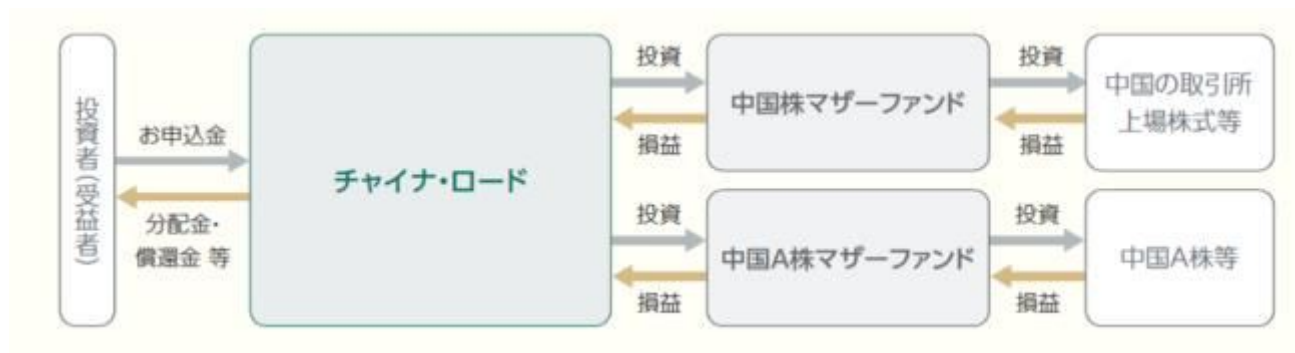 投資者(受益者)
お申込金
分配金・
償還金 等
チャイナ・ロード
投資
損益
中国株マザーファンド
投資
損益
中国の取引所
上場株式等
投資
損益
中国A株マザーファンド
投資
損益
中国A株等